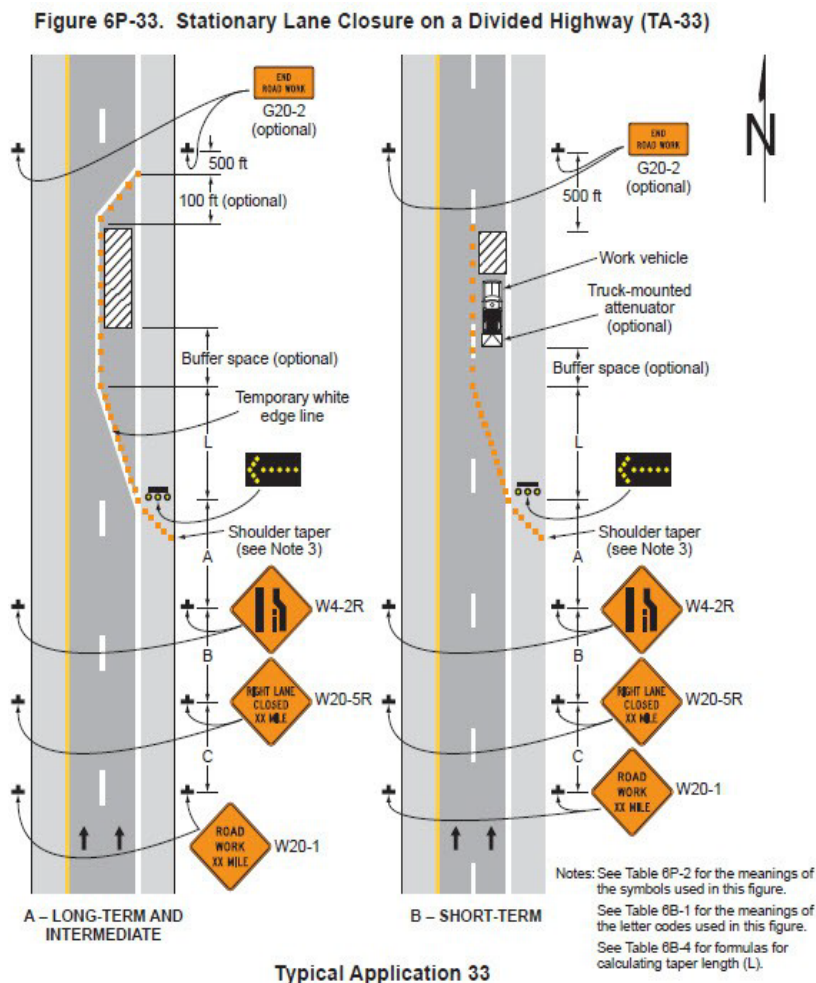 Figure 6P-33. Stationary Lane Closure on a Divided Highway (TA-33)
END
ROAD WORK
G20-2
(optional)
500 ft
100 ft (optional)
Buffer space (optional)
Temporary white
edge line
L
Shoulder taper
(see Note 3)
A
W4-2R
B
RIGHT LANE
CLOSED
XX MILE
W20-5R
C
ROAD
WORK
XX MILE
W20-1
A – LONG-TERM AND
INTERMEDIATE
N
END
ROAD WORK
G20-2
(optional)
500 ft
Work vehicle
Truck-mounted
attenuator
(optional)
Buffer space (optional)
L
Shoulder taper
(see Note 3)
A
W4-2R
B
RIGHT LANE
CLOSED
XX MILE
W20-5R
C
ROAD
WORK
XX MILE
W20-1
B – SHORT-TERM
Notes: See Table 6P-2 for the meanings of
the symbols used in this figure.
See Table 6B-1 for the meanings of
the letter codes used in this figure.
See Table 6B-4 for formulas for
calculating taper length (L).
Typical Application 33